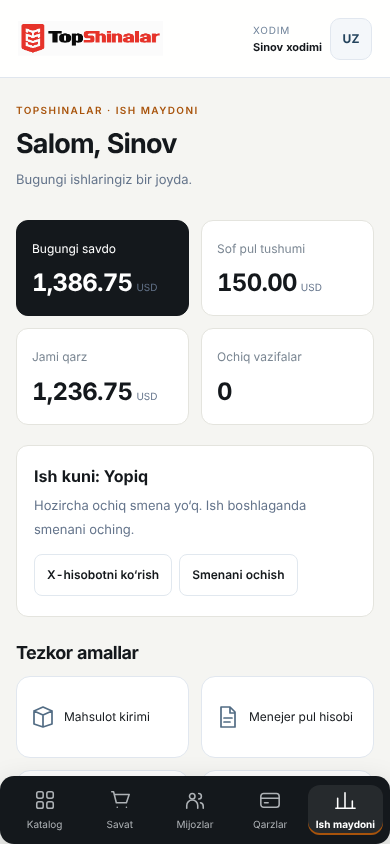 TopShinalar
XODIM
Sinov xodimi
UZ
TOPSHINALAR · ISH MAYDONI
Salom, Sinov
Bugungi ishlaringiz bir joyda.
Bugungi savdo
1,386.75 USD
Sof pul tushumi
150.00 USD
Jami qarz
1,236.75 USD
Ochiq vazifalar
0
Ish kuni: Yopiq
Hozircha ochiq smena yo‘q. Ish boshlaganda
smenani oching.
X-hisobotni ko‘rish
Smenani ochish
Tezkor amallar
Mahsulot kirimi
Menejer pul hisobi
Katalog
Savat
Mijozlar
Qarzlar
Ish maydoni